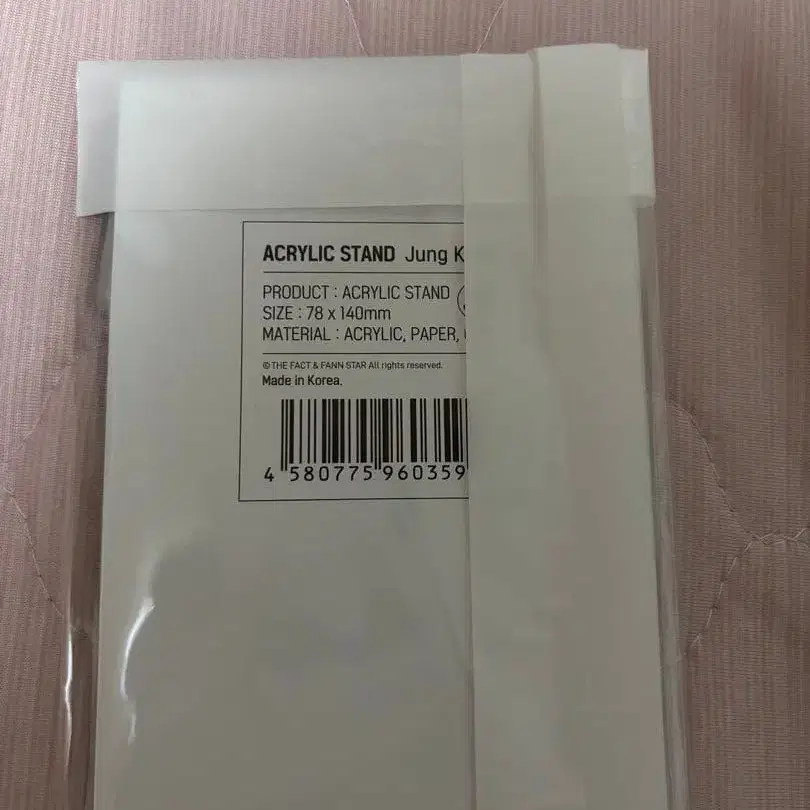 ACRYLIC STAND Jung K
PRODUCT : ACRYLIC STAND
SIZE : 78 x 140mm
MATERIAL : ACRYLIC, PAPER,
©THE FACT & FANN STAR All rights reserved.
Made in Korea.
4 580775 960359